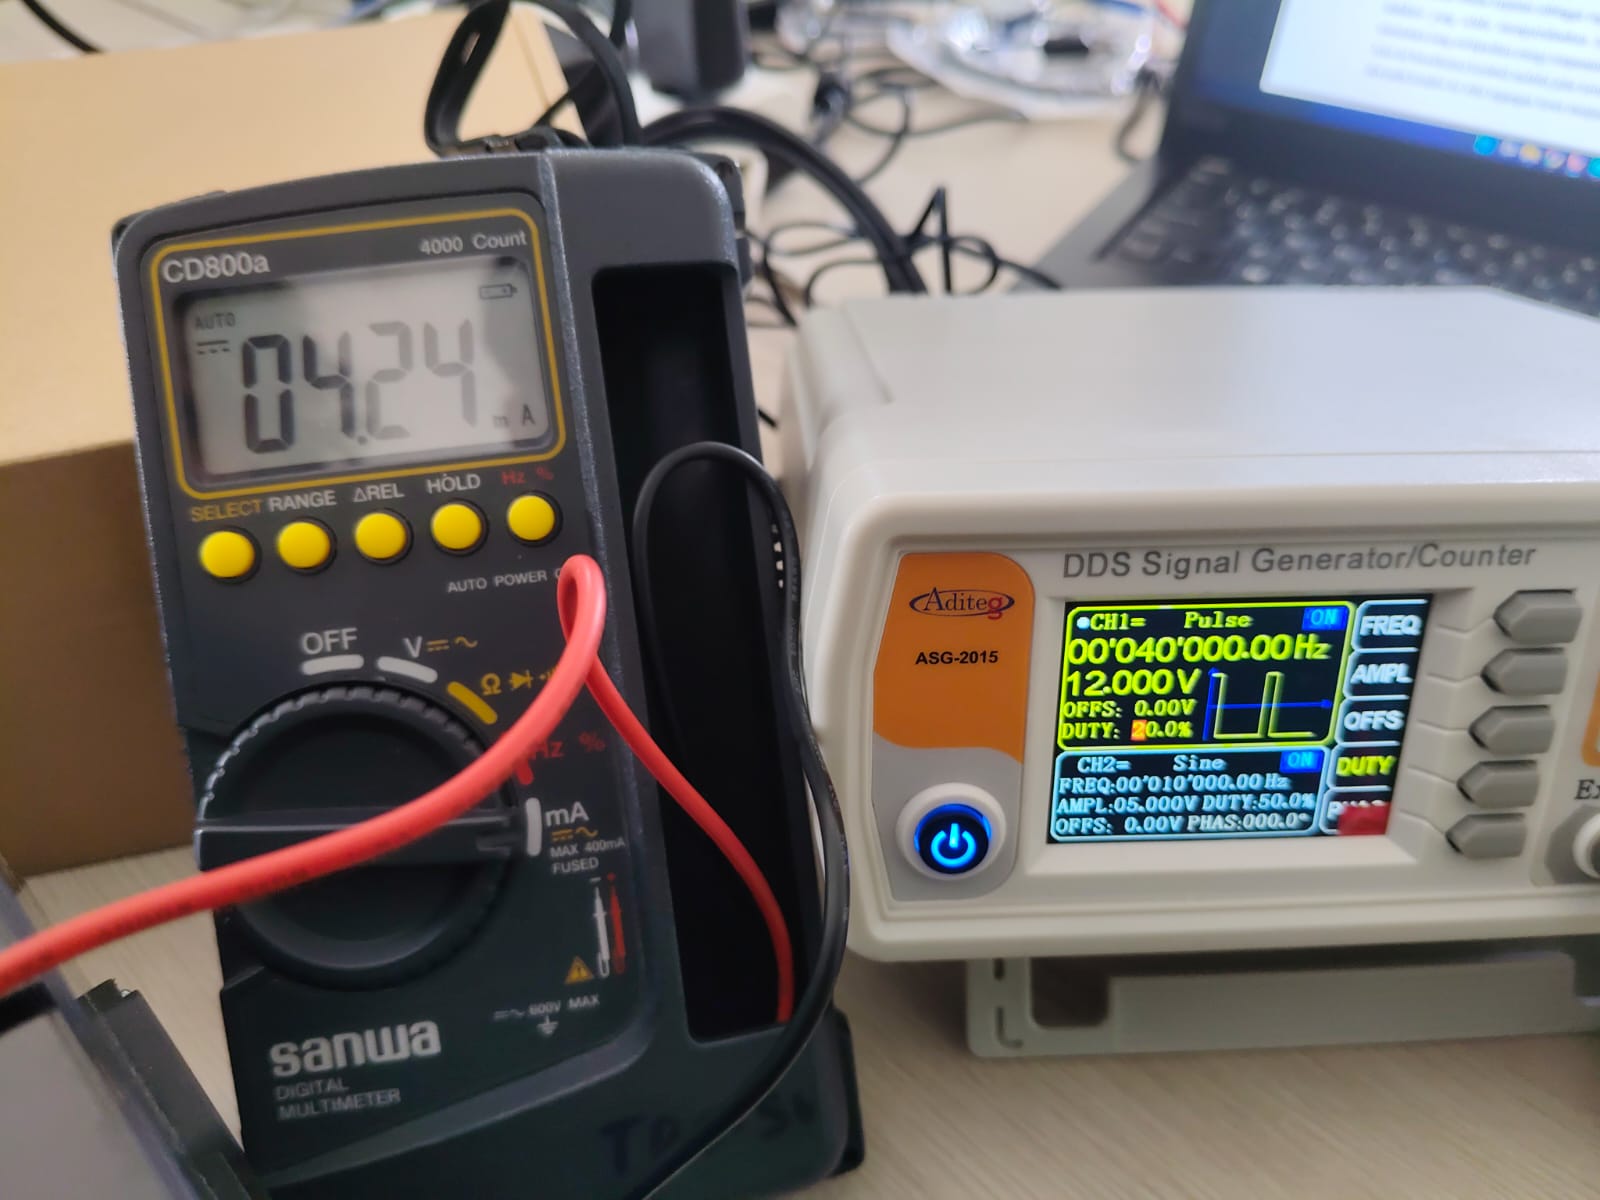 CD800a
4000 Count
AUTO
04.24
m A
SELECT RANGE ΔREL HOLD Hz %
AUTO POWER
OFF
V
Ω
Hz %
mA
MAX 400mA
FUSED
600V MAX
sanwa
DIGITAL
MULTIMETER
DDS Signal Generator/Counter
Aditeg
ASG-2015
CH1= Pulse ON
00'040'000.00Hz
12.000V
OFFS: 0.00V
DUTY: 20.0%
CH2= Sine ON
FREQ:00'010'000.00Hz
AMPL:05.000V DUTY:50.0%
OFFS: 0.00V PHAS:000.0°
FREQ
AMPL
OFFS
DUTY